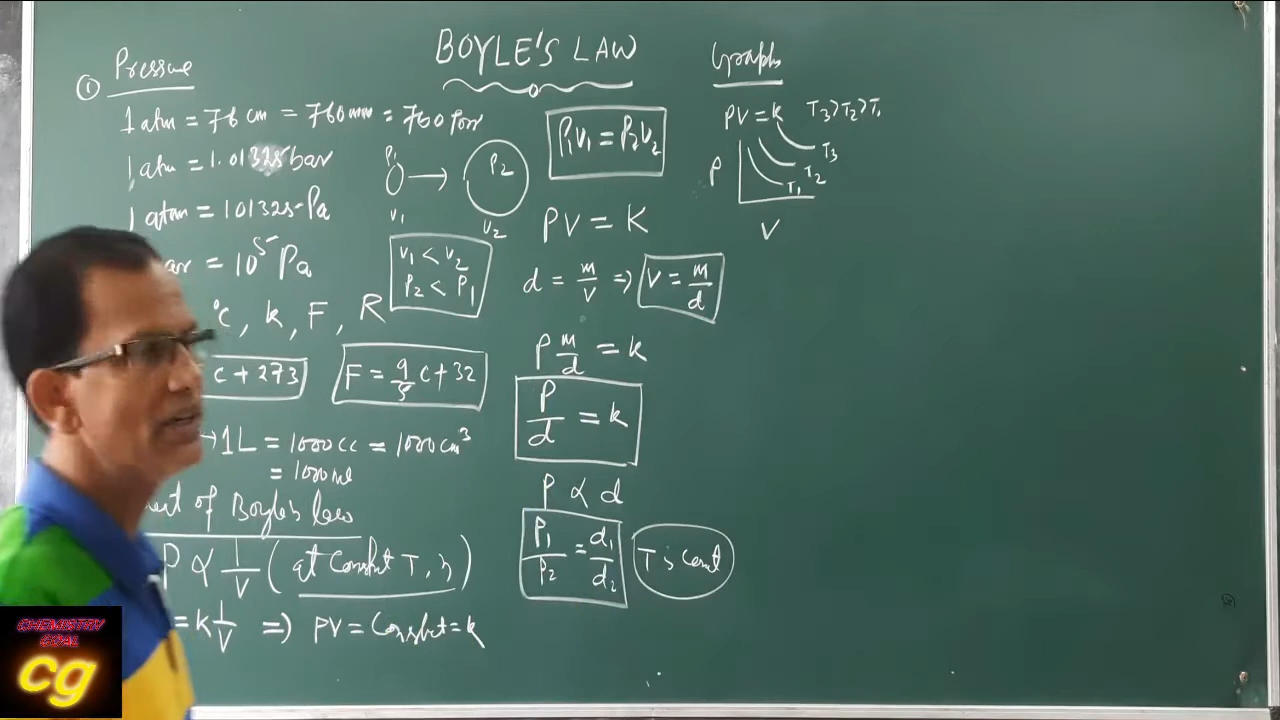 BOYLE'S LAW
① Pressure
1 atm = 76 cm = 760 mm = 760 Torr
1 atm = 1.01325 bar
1 atm = 101325 Pa
ar = 10⁵ Pa
°C, K, F, R
C + 273
F = 9/5 C + 32
→ 1L = 1000 CC = 1000 cm³
= 1000 ml
of Boyle's law
P ∝ 1/V (at Constant T, n)
= K 1/V ⇒ PV = Constant = k
P₁ → P₂
V₁ V₂
V₁ < V₂
P₂ < P₁
P₁V₁ = P₂V₂
PV = K
d = m/V ⇒ V = m/d
P m/d = K
P/d = k
P ∝ d
P₁/P₂ = d₁/d₂
T is Const
Graphs
PV = K T₃>T₂>T₁
P
T₃
T₂
T₁
V
CHEMISTRY
GOAL
cg